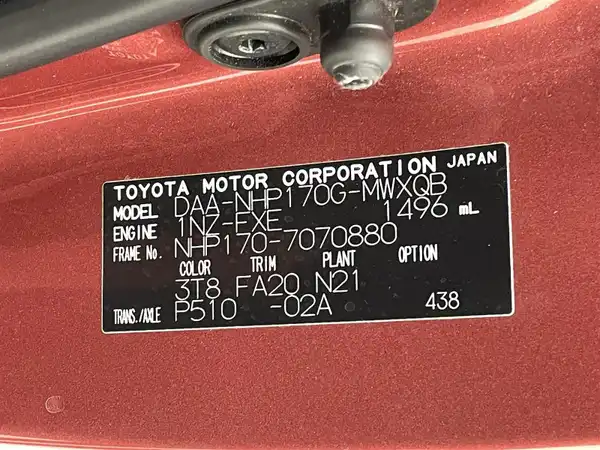 TOYOTA MOTOR CORPORATION JAPAN
MODEL DAA-NHP170G-MWXQB
ENGINE 1NZ-EXE 1496 mL
FRAME No. NHP170-7070880
COLOR TRIM PLANT OPTION
3T8 FA20 N21
TRANS./AXLE P510 -02A 438